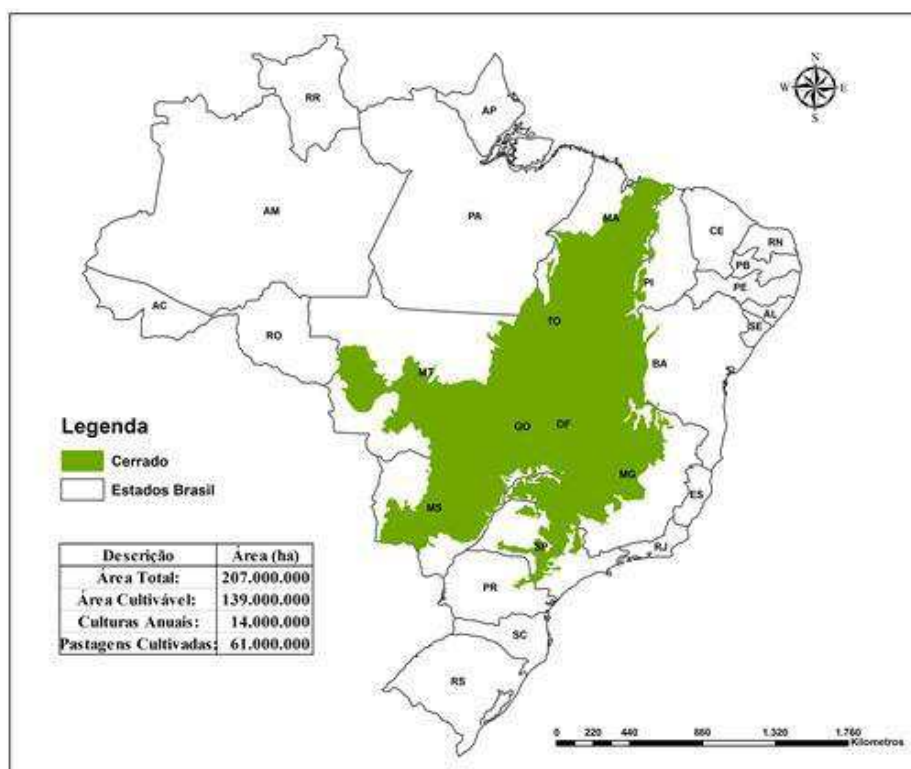 N
W E
S
RR
AP
AM
PA
MA
CE
RN
PB
PE
PI
AL
SE
AC
RO
TO
BA
MT
GO DF
MG
ES
MS
SP
RJ
PR
SC
RS
Legenda
Cerrado
Estados Brasil
Descrição Área (ha)
Área Total: 207.000.000
Área Cultivável: 139.000.000
Culturas Anuais: 14.000.000
Pastagens Cultivadas: 61.000.000
0 220 440 880 1.320 1.760
Kilometros